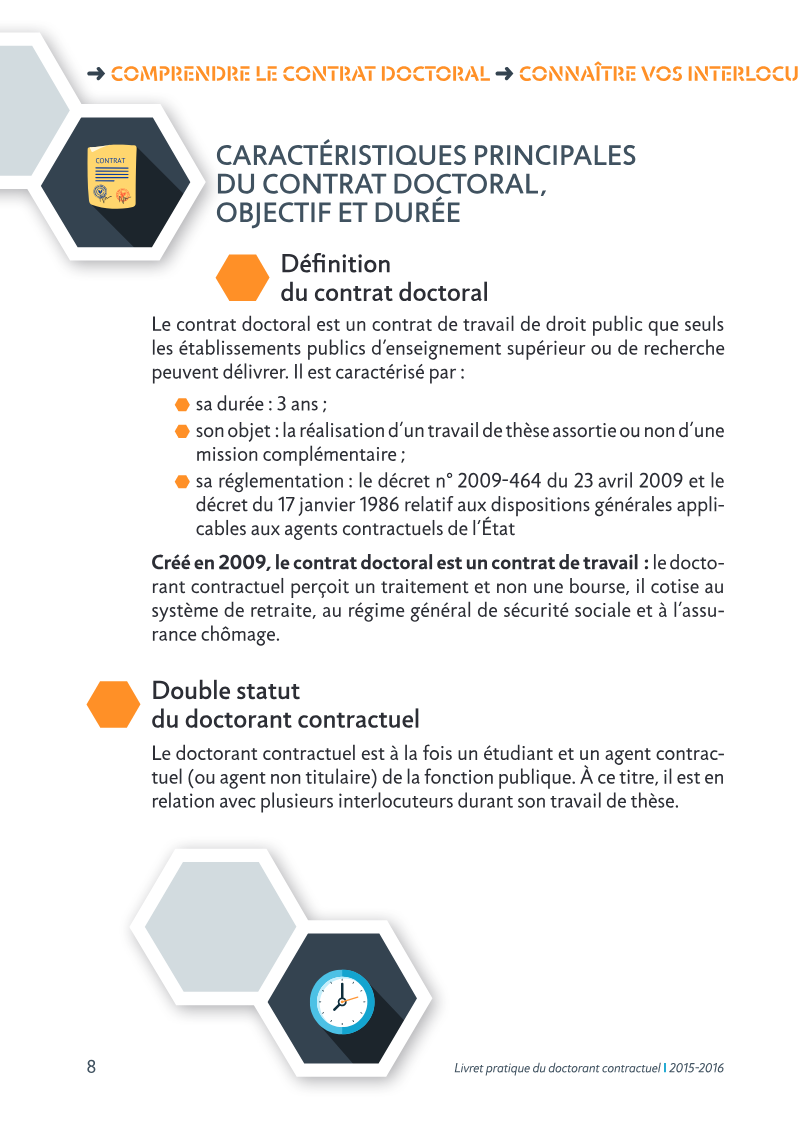 ➜ COMPRENDRE LE CONTRAT DOCTORAL ➜ CONNAÎTRE VOS INTERLOCU
CONTRAT
CARACTÉRISTIQUES PRINCIPALES
DU CONTRAT DOCTORAL,
OBJECTIF ET DURÉE
Définition
du contrat doctoral
Le contrat doctoral est un contrat de travail de droit public que seuls
les établissements publics d’enseignement supérieur ou de recherche
peuvent délivrer. Il est caractérisé par :
sa durée : 3 ans ;
son objet : la réalisation d’un travail de thèse assortie ou non d’une
mission complémentaire ;
sa réglementation : le décret n° 2009-464 du 23 avril 2009 et le
décret du 17 janvier 1986 relatif aux dispositions générales appli-
cables aux agents contractuels de l’État
Créé en 2009, le contrat doctoral est un contrat de travail : le docto-
rant contractuel perçoit un traitement et non une bourse, il cotise au
système de retraite, au régime général de sécurité sociale et à l’assu-
rance chômage.
Double statut
du doctorant contractuel
Le doctorant contractuel est à la fois un étudiant et un agent contrac-
tuel (ou agent non titulaire) de la fonction publique. À ce titre, il est en
relation avec plusieurs interlocuteurs durant son travail de thèse.
8
Livret pratique du doctorant contractuel I 2015-2016